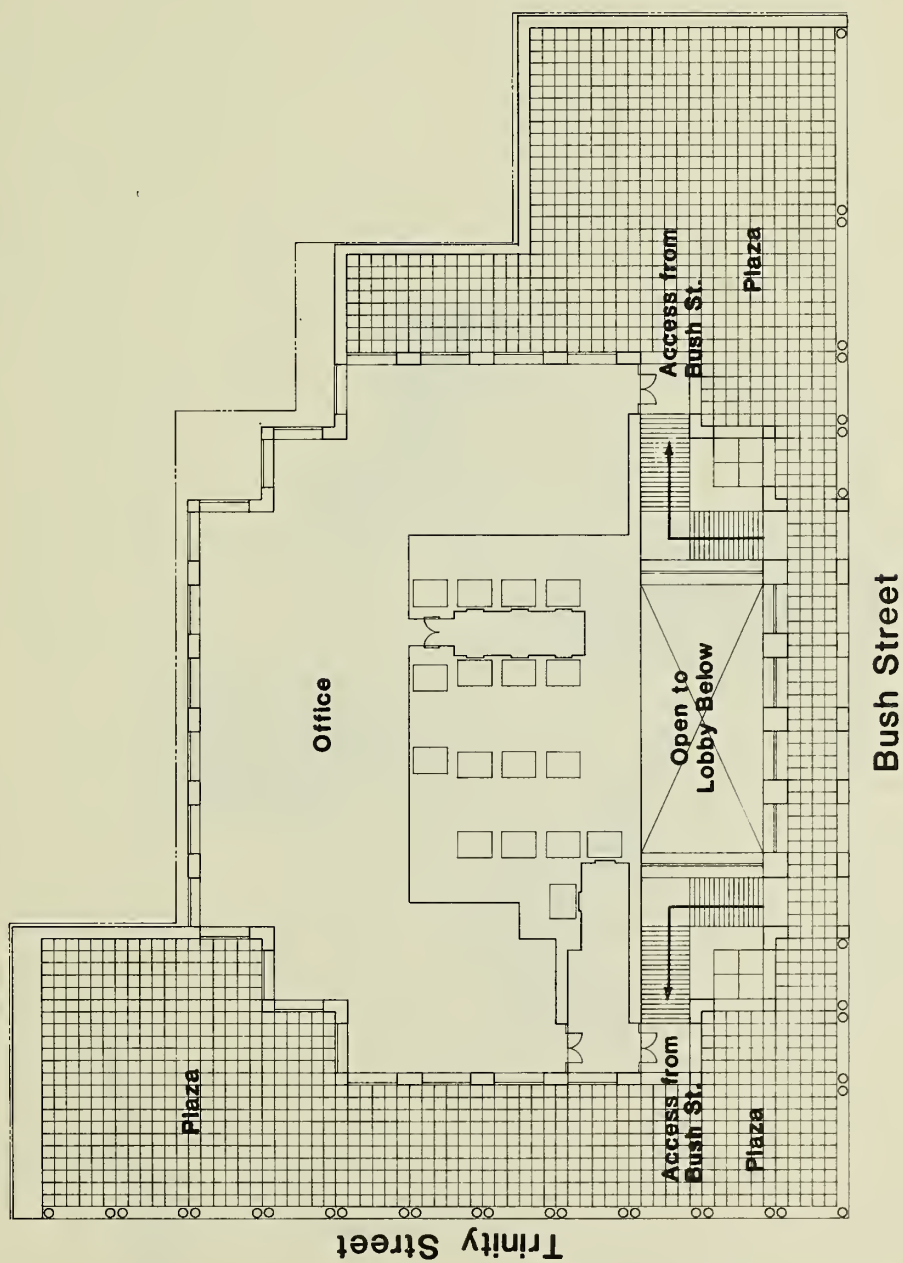 Plaza
Office
Access from
Bush St.
Plaza
Open to
Lobby Below
Access from
Bush St.
Plaza
Trinity Street
Bush Street